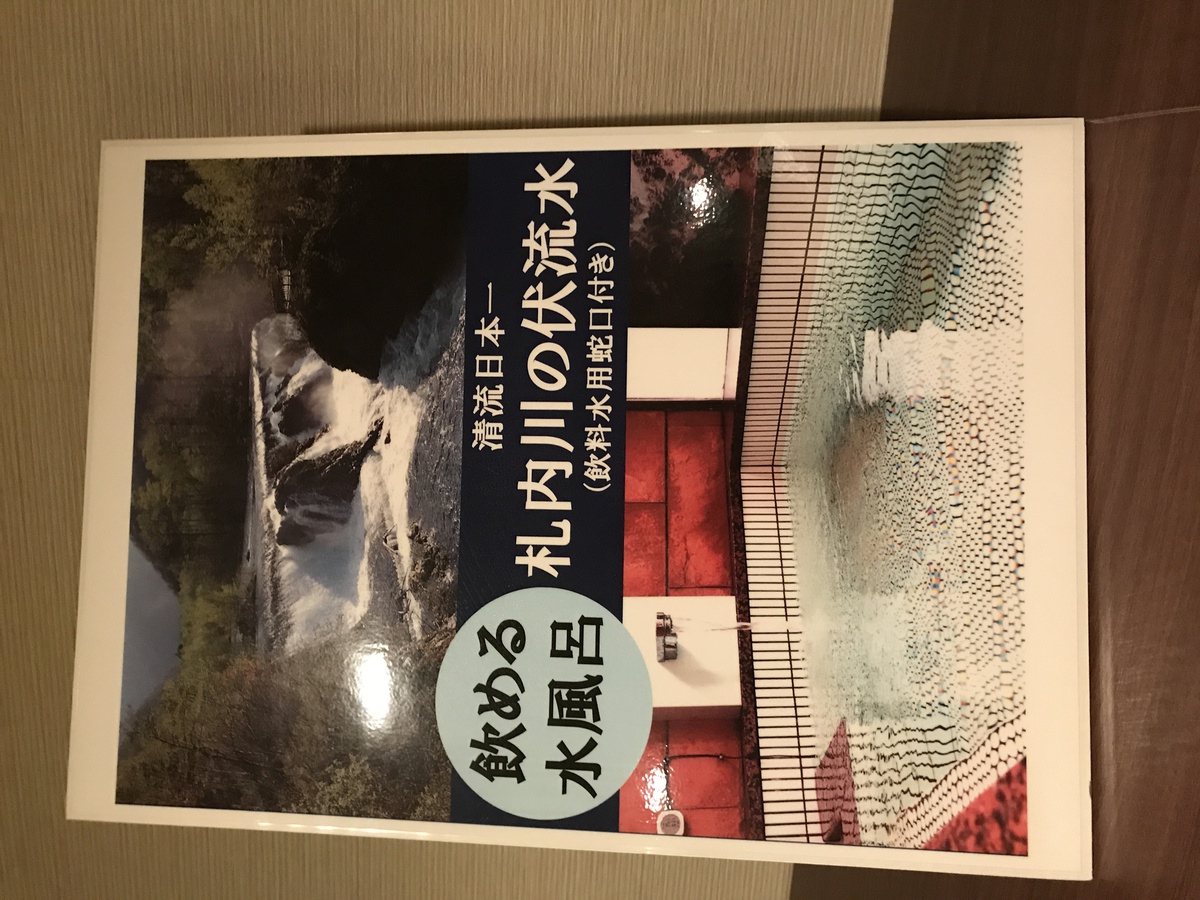 飲める
水風呂
清流日本一
札内川の伏流水
(飲料水用蛇口付き)